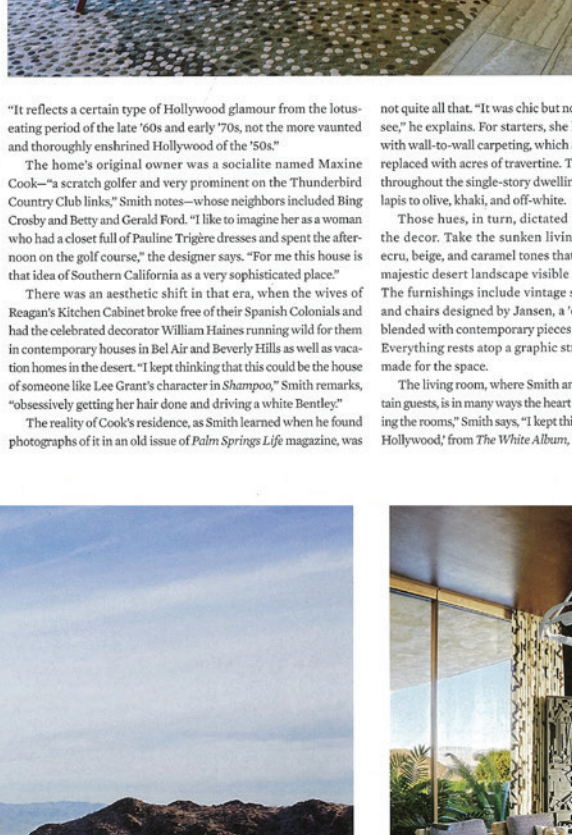 “It reflects a certain type of Hollywood glamour from the lotus-
eating period of the late ’60s and early ’70s, not the more vaunted
and thoroughly enshrined Hollywood of the ’50s.”
The home’s original owner was a socialite named Maxine
Cook—“a scratch golfer and very prominent on the Thunderbird
Country Club links,” Smith notes—whose neighbors included Bing
Crosby and Betty and Gerald Ford. “I like to imagine her as a woman
who had a closet full of Pauline Trigère dresses and spent the after-
noon on the golf course,” the designer says. “For me this house is
that idea of Southern California as a very sophisticated place.”
There was an aesthetic shift in that era, when the wives of
Reagan’s Kitchen Cabinet broke free of their Spanish Colonials and
had the celebrated decorator William Haines running wild for them
in contemporary houses in Bel Air and Beverly Hills as well as vaca-
tion homes in the desert. “I kept thinking that this could be the house
of someone like Lee Grant’s character in Shampoo,” Smith remarks,
“obsessively getting her hair done and driving a white Bentley.”
The reality of Cook’s residence, as Smith learned when he found
photographs of it in an old issue of Palm Springs Life magazine, was
not quite all that. “It was chic but
see,” he explains. For starters, she
with wall-to-wall carpeting, which
replaced with acres of travertine.
throughout the single-story
lapis to olive, khaki, and off-white.
Those hues, in turn, dictated
the decor. Take the sunken
ecru, beige, and caramel tones
majestic desert landscape visible
The furnishings include vintage
and chairs designed by Jansen, a
blended with contemporary pieces
Everything rests atop a graphic
made for the space.
The living room, where Smith
tain guests, is in many ways the heart
ing the rooms,” Smith says, “I kept
Hollywood,’ from The White Album,